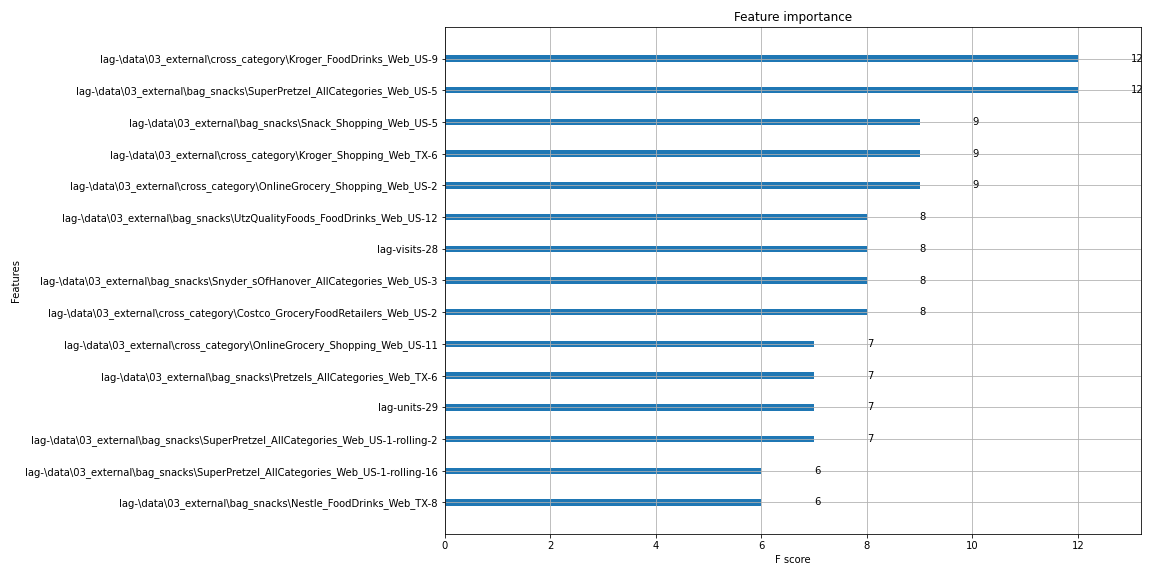 Feature importance
lag-\data\03_external\cross_category\Kroger_FoodDrinks_Web_US-9 12
lag-\data\03_external\bag_snacks\SuperPretzel_AllCategories_Web_US-5 12
lag-\data\03_external\bag_snacks\Snack_Shopping_Web_US-5 9
lag-\data\03_external\cross_category\Kroger_Shopping_Web_TX-6 9
lag-\data\03_external\cross_category\OnlineGrocery_Shopping_Web_US-2 9
lag-\data\03_external\bag_snacks\UtzQualityFoods_FoodDrinks_Web_US-12 8
lag-visits-28 8
lag-\data\03_external\bag_snacks\Snyder_sOfHanover_AllCategories_Web_US-3 8
lag-\data\03_external\cross_category\Costco_GroceryFoodRetailers_Web_US-2 8
lag-\data\03_external\cross_category\OnlineGrocery_Shopping_Web_US-11 7
lag-\data\03_external\bag_snacks\Pretzels_AllCategories_Web_TX-6 7
lag-units-29 7
lag-\data\03_external\bag_snacks\SuperPretzel_AllCategories_Web_US-1-rolling-2 7
lag-\data\03_external\bag_snacks\SuperPretzel_AllCategories_Web_US-1-rolling-16 6
lag-\data\03_external\bag_snacks\Nestle_FoodDrinks_Web_TX-8 6
Features
0 2 4 6 8 10 12
F score